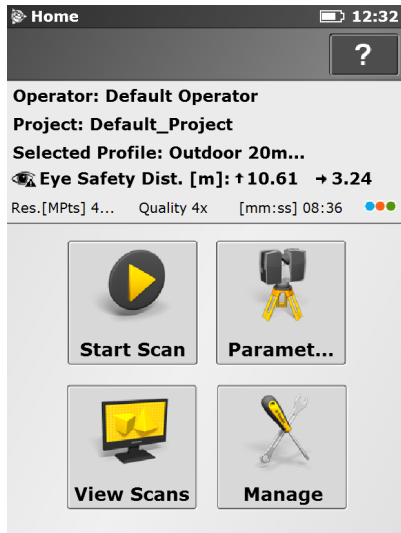 Home 12:32
?
Operator: Default Operator
Project: Default_Project
Selected Profile: Outdoor 20m...
Eye Safety Dist. [m]: ↑10.61 →3.24
Res.[MPts] 4... Quality 4x [mm:ss] 08:36
Start Scan Paramet...
View Scans Manage